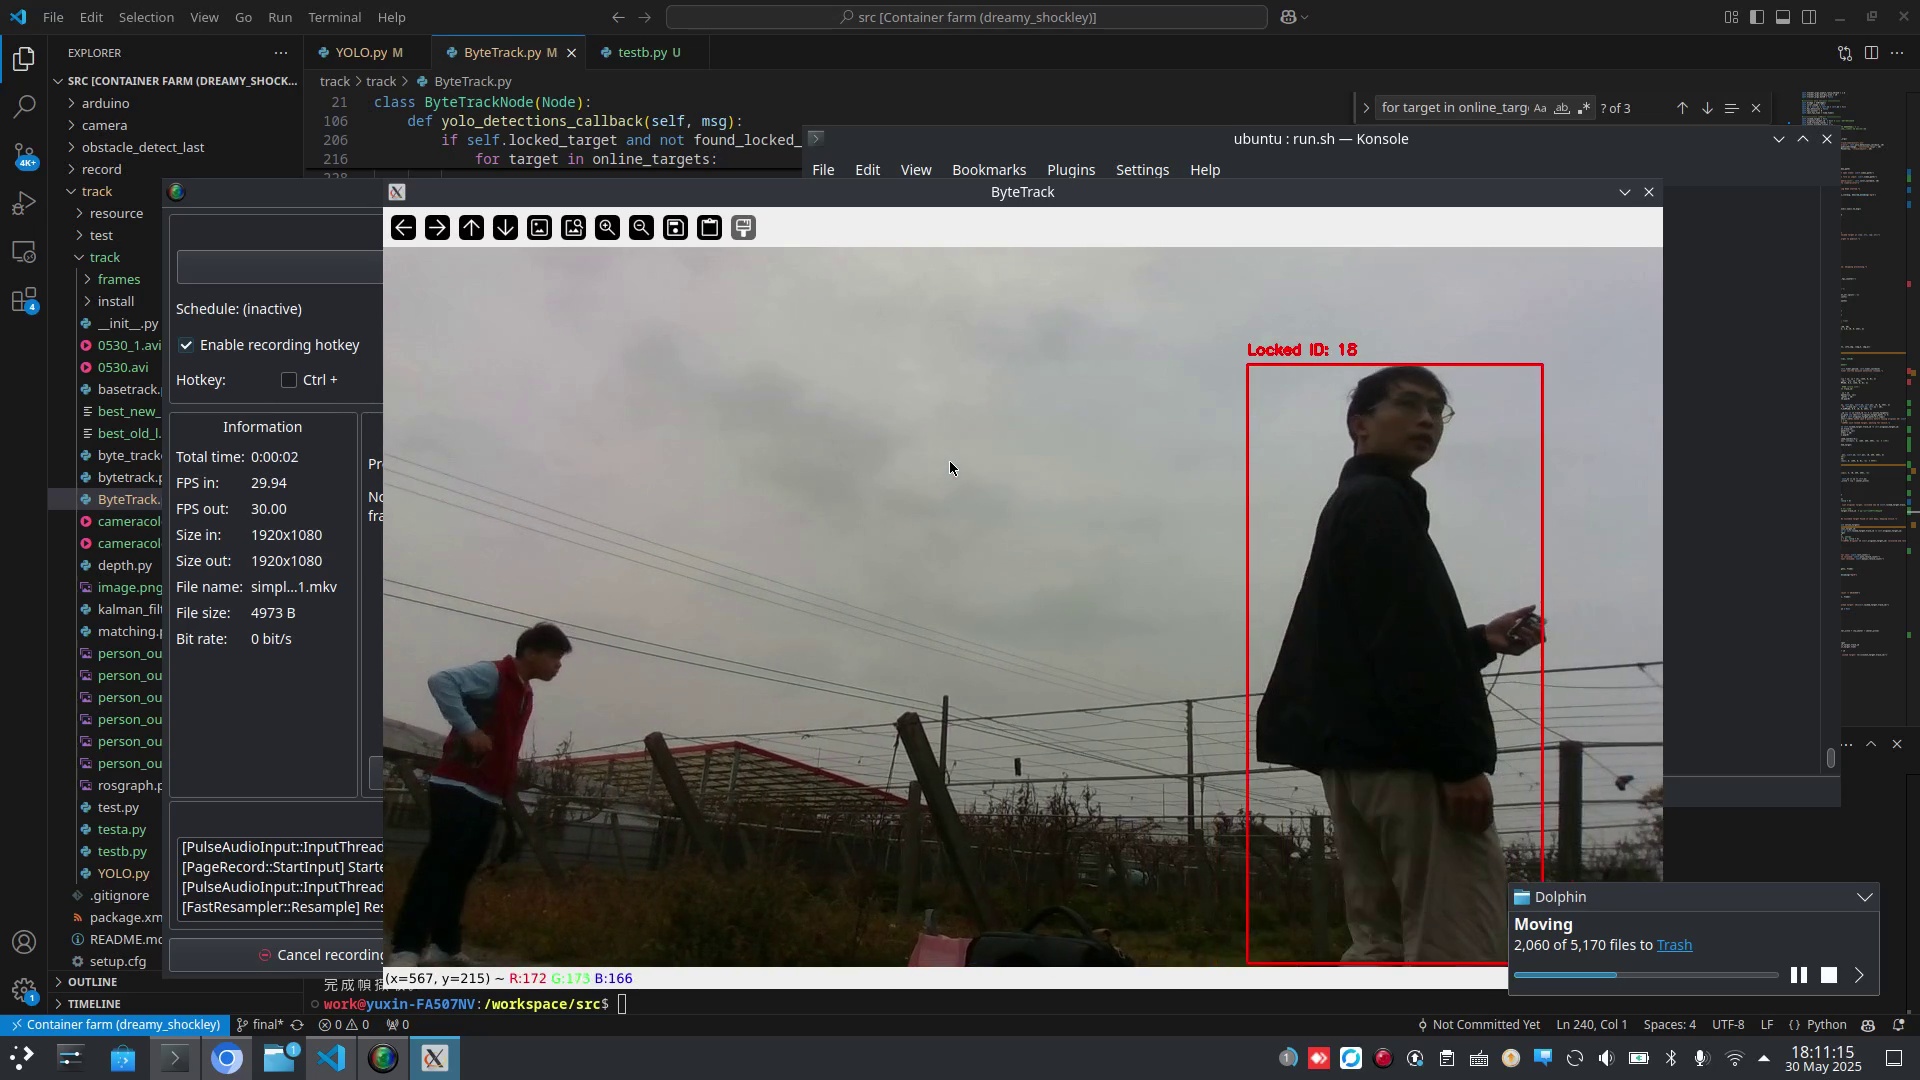 File Edit Selection View Go Run Terminal Help
src [Container farm (dreamy_shockley)]
EXPLORER
SRC [CONTAINER FARM (DREAMY_SHOCK...
arduino
camera
obstacle_detect_last
record
track
resource
test
track
frames
install
__init__.py
0530_1.avi
0530.avi
basetrack.
best_new_
best_old_l.
byte_track
bytetrack.p
ByteTrack.
cameracol
cameracol
depth.py
image.png
kalman_filt
matching.p
person_ou
person_ou
person_ou
person_ou
person_ou
person_ou
rosgraph.p
test.py
testa.py
testb.py
YOLO.py
.gitignore
package.xm
README.md
setup.cfg
OUTLINE
TIMELINE
4K+
4
1
YOLO.py M
ByteTrack.py M
testb.py U
track > track > ByteTrack.py
21 class ByteTrackNode(Node):
106 def yolo_detections_callback(self, msg):
206 if self.locked_target and not found_locked_
216 for target in online_targets:
for target in online_targ
Aa ab
? of 3
ubuntu : run.sh — Konsole
File Edit View Bookmarks Plugins Settings Help
ByteTrack
Schedule: (inactive)
Enable recording hotkey
Hotkey: Ctrl +
Information
Total time: 0:00:02
FPS in: 29.94
FPS out: 30.00
Size in: 1920x1080
Size out: 1920x1080
File name: simpl...1.mkv
File size: 4973 B
Bit rate: 0 bit/s
Pr
No
fra
[PulseAudioInput::InputThread
[PageRecord::StartInput] Starte
[PulseAudioInput::InputThread
[FastResampler::Resample] Res
Cancel recording
Locked ID: 18
(x=567, y=215) ~ R:172 G:173 B:166
work@yuxin-FA507NV:/workspace/src$
Dolphin
Moving
2,060 of 5,170 files to Trash
Container farm (dreamy_shockley) final* 0 0 0
Not Committed Yet Ln 240, Col 1 Spaces: 4 UTF-8 LF {} Python
1
1
18:11:15
30 May 2025